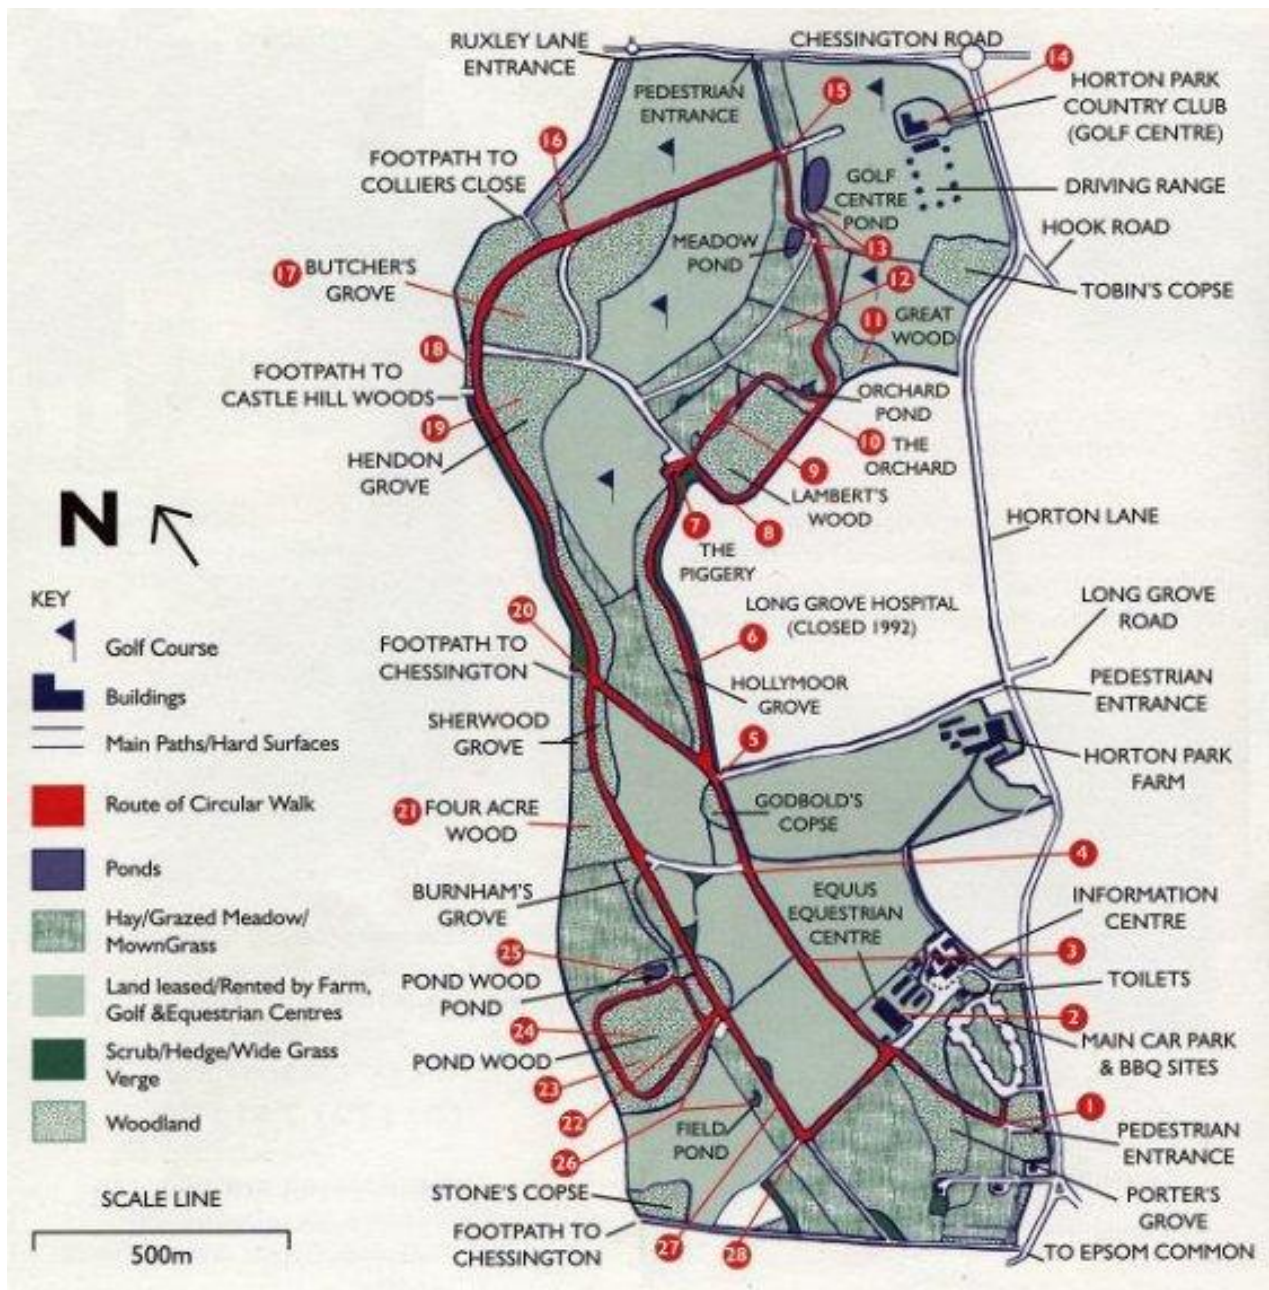 RUXLEY LANE
ENTRANCE
CHESSINGTON ROAD
14
PEDESTRIAN
ENTRANCE
15
HORTON PARK
COUNTRY CLUB
(GOLF CENTRE)
16
FOOTPATH TO
COLLIERS CLOSE
GOLF
CENTRE
POND
DRIVING RANGE
HOOK ROAD
MEADOW
POND
13
17
BUTCHER'S
GROVE
12
TOBIN'S COPSE
11
GREAT
WOOD
18
FOOTPATH TO
CASTLE HILL WOODS
ORCHARD
POND
19
10
THE
ORCHARD
HENDON
GROVE
9
LAMBERT'S
WOOD
N
7
8
HORTON LANE
THE
PIGGERY
KEY
Golf Course
Buildings
Main Paths/Hard Surfaces
Route of Circular Walk
Ponds
Hay/Grazed Meadow/
MownGrass
Land leased/Rented by Farm,
Golf &Equestrian Centres
Scrub/Hedge/Wide Grass
Verge
Woodland
SCALE LINE
500m
20
LONG GROVE HOSPITAL
(CLOSED 1992)
LONG GROVE
ROAD
6
FOOTPATH TO
CHESSINGTON
PEDESTRIAN
ENTRANCE
HOLLYMOOR
GROVE
SHERWOOD
GROVE
5
HORTON PARK
FARM
21
FOUR ACRE
WOOD
GODBOLD'S
COPSE
4
BURNHAM'S
GROVE
EQUUS
EQUESTRIAN
CENTRE
INFORMATION
CENTRE
25
3
POND WOOD
POND
TOILETS
24
2
POND WOOD
MAIN CAR PARK
& BBQ SITES
23
22
1
FIELD
POND
PEDESTRIAN
ENTRANCE
26
STONE'S COPSE
PORTER'S
GROVE
FOOTPATH TO
CHESSINGTON
27
28
TO EPSOM COMMON